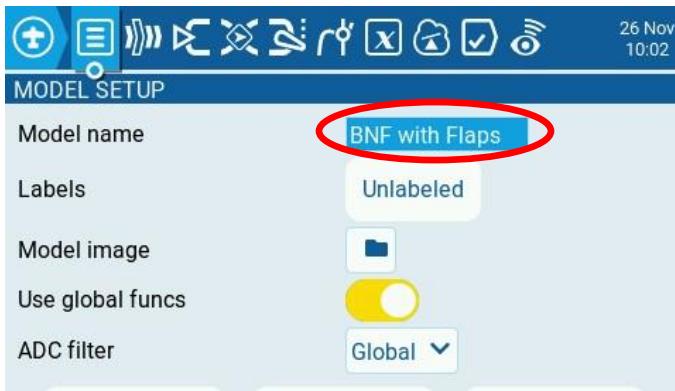 26 Nov
10:02
MODEL SETUP
Model name BNF with Flaps
Labels Unlabeled
Model image
Use global funcs
ADC filter Global